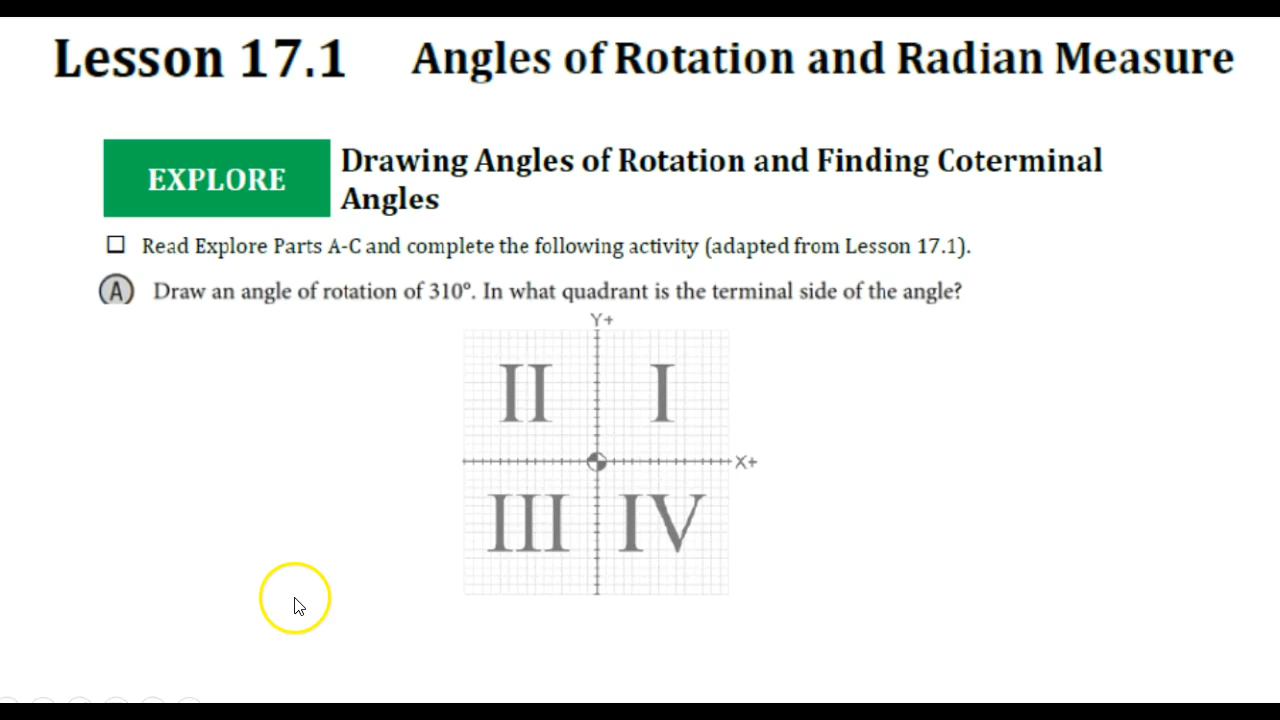 Lesson 17.1 Angles of Rotation and Radian Measure
EXPLORE
Drawing Angles of Rotation and Finding Coterminal
Angles
Read Explore Parts A-C and complete the following activity (adapted from Lesson 17.1).
A Draw an angle of rotation of 310°. In what quadrant is the terminal side of the angle?
Y+
II I
X+
III IV